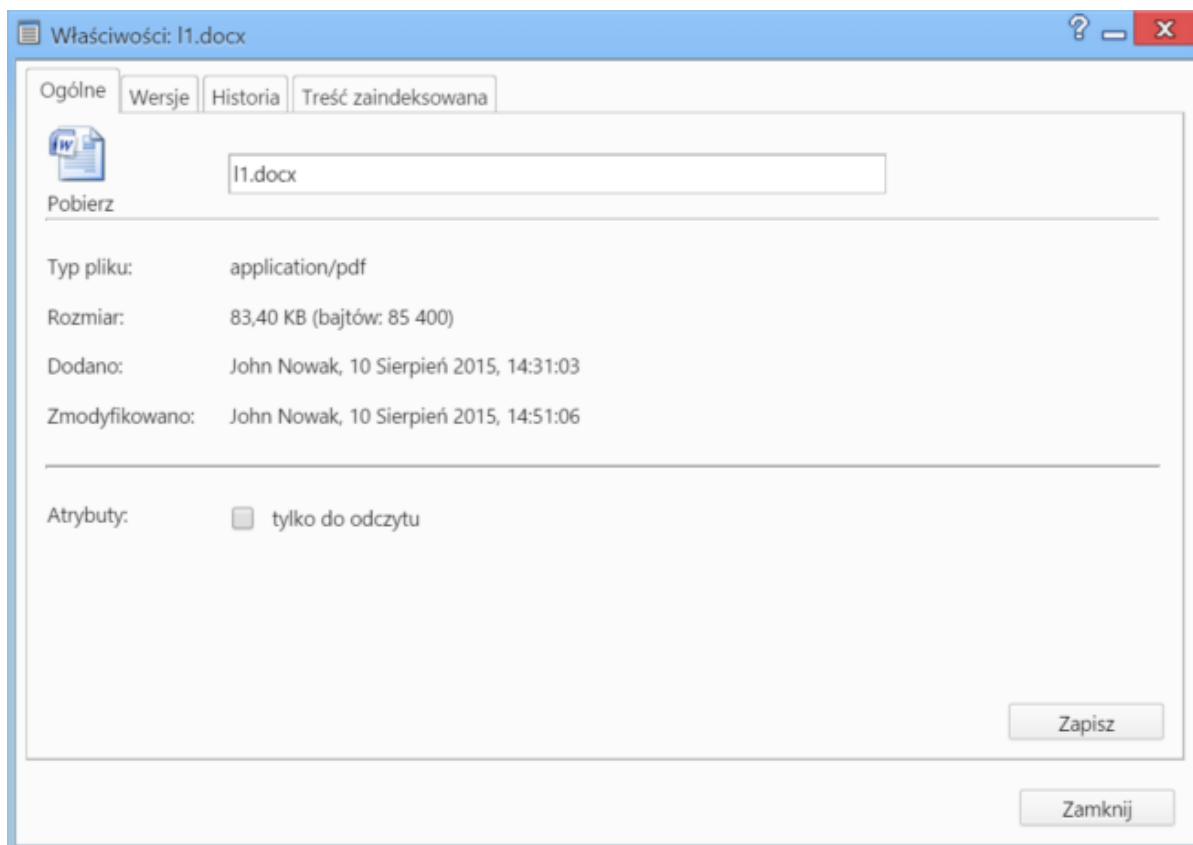 Właściwości: l1.docx
Ogólne Wersje Historia Treść zaindeksowana
l1.docx
Pobierz
Typ pliku: application/pdf
Rozmiar: 83,40 KB (bajtów: 85 400)
Dodano: John Nowak, 10 Sierpień 2015, 14:31:03
Zmodyfikowano: John Nowak, 10 Sierpień 2015, 14:51:06
Atrybuty: tylko do odczytu
Zapisz
Zamknij